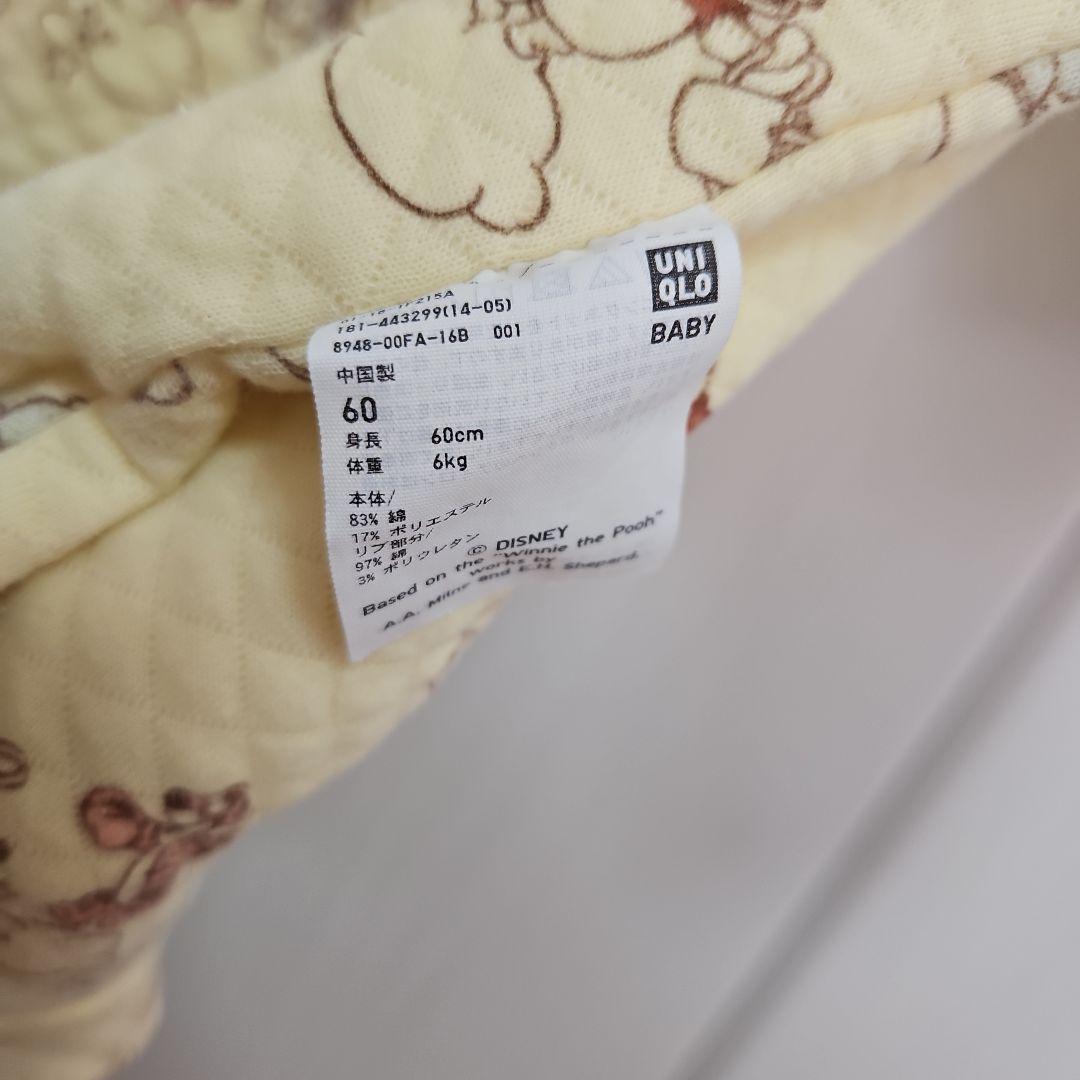 UNI
QLO
BABY
181-443299(14-05)
8948-00FA-16B 001
中国製
60
身長 60cm
体重 6kg
本体/
83% 綿
17% ポリエステル
リブ部分/
97% 綿
3% ポリウレタン
© DISNEY
Based on the "Winnie the Pooh"
works by
A.A. Milne and E.H. Shepard.